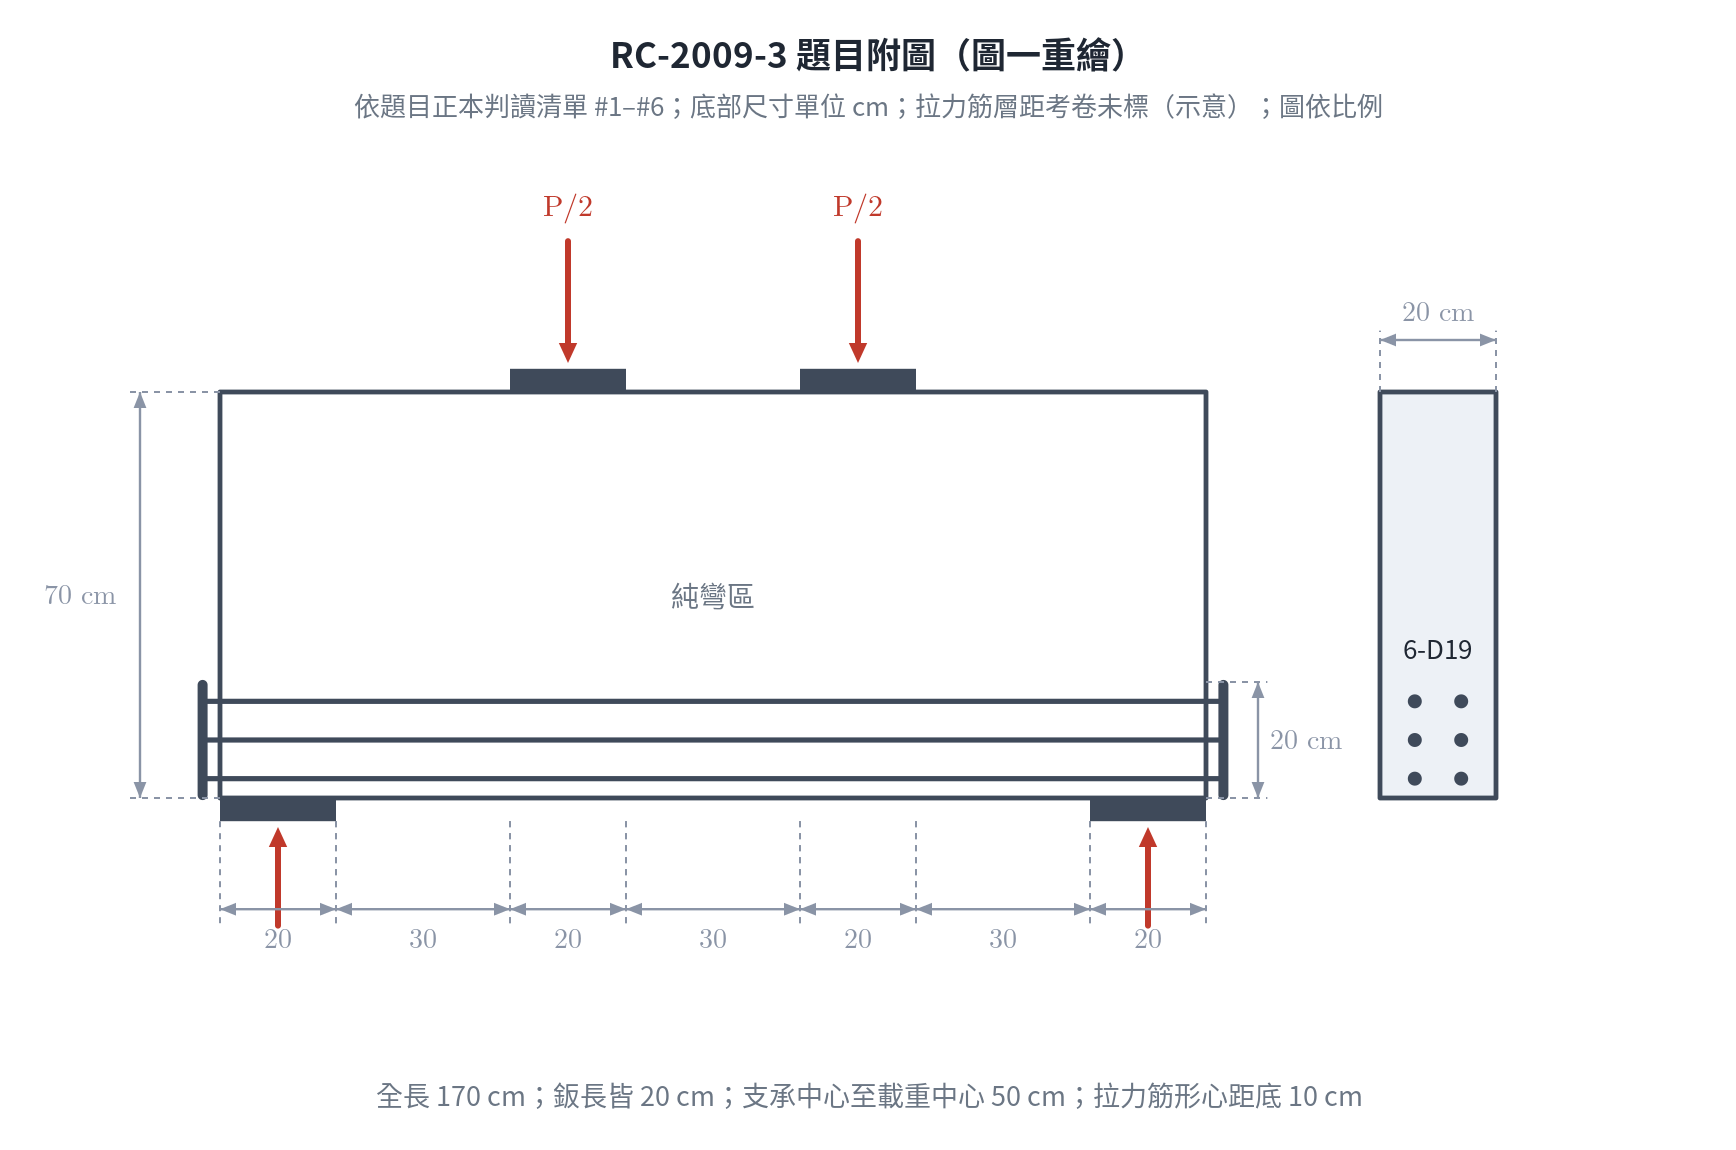 RC-2009-3 題目附圖（圖一重繪）
依題目正本判讀清單 #1–#6；底部尺寸單位 cm；拉力筋層距考卷未標（示意）；圖依比例
P/2 P/2
20 cm
70 cm
純彎區
6-D19
20 cm
20 30 20 30 20 30 20
全長 170 cm；鈑長皆 20 cm；支承中心至載重中心 50 cm；拉力筋形心距底 10 cm